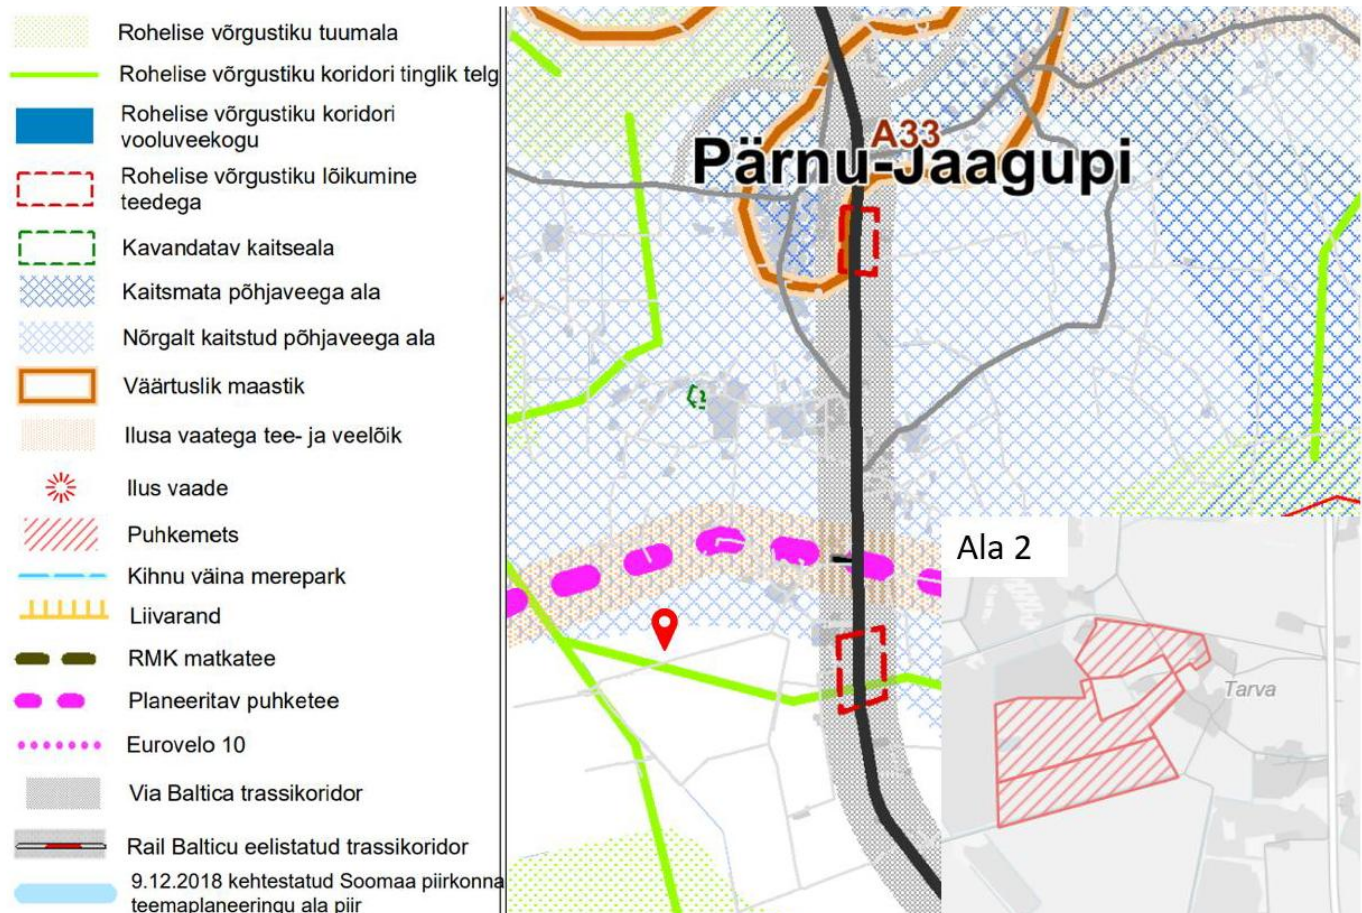 Rohelise võrgustiku tuumala
Rohelise võrgustiku koridori tinglik telg
Rohelise võrgustiku koridori
vooluveekogu
Rohelise võrgustiku lõikumine
teedega
Kavandatav kaitseala
Kaitsmata põhjaveega ala
Nõrgalt kaitstud põhjaveega ala
Väärtuslik maastik
Ilusa vaatega tee- ja veelõik
Ilus vaade
Puhkemets
Kihnu väina merepark
Liivarand
RMK matkatee
Planeeritav puhketee
Eurovelo 10
Via Baltica trassikoridor
Rail Balticu eelistatud trassikoridor
9.12.2018 kehtestatud Soomaa piirkonna
teemaplaneeringu ala piir
A33
Pärnu-Jaagupi
Ala 2
Tarva